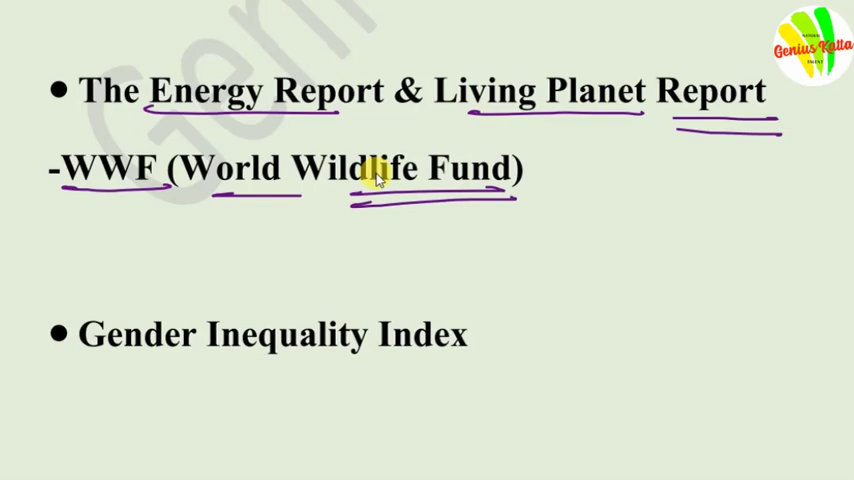 • The Energy Report & Living Planet Report
-WWF (World Wildlife Fund)
• Gender Inequality Index
Genius Katta